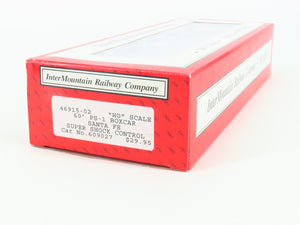 InterMountain Railway Company
46915-02 "HO" SCALE
60' PS-1 BOXCAR
SANTA FE
SUPER SHOCK CONTROL
Car No.609027
$29.95
InterMountain Railway Company